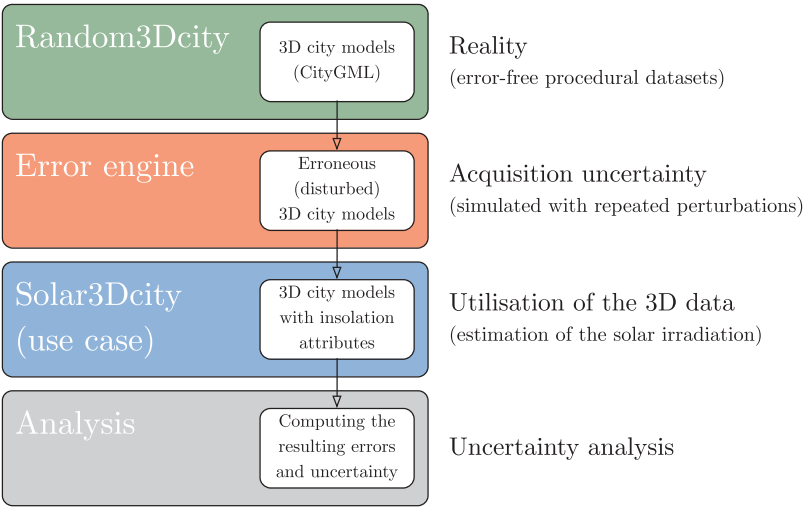 Random3Dcity
3D city models
(CityGML)
Reality
(error-free procedural datasets)
Error engine
Erroneous
(disturbed)
3D city models
Acquisition uncertainty
(simulated with repeated perturbations)
Solar3Dcity
(use case)
3D city models
with insolation
attributes
Utilisation of the 3D data
(estimation of the solar irradiation)
Analysis
Computing the
resulting errors
and uncertainty
Uncertainty analysis